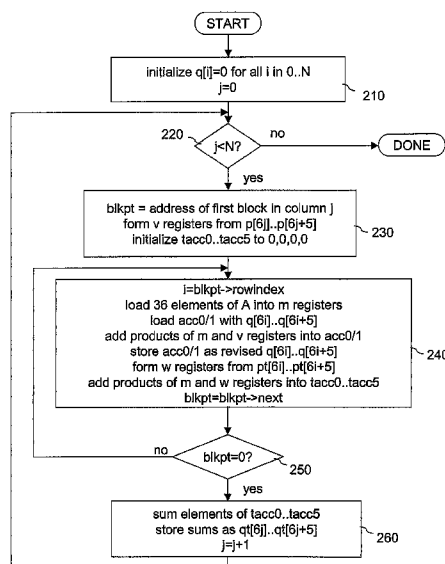 START
initialize q[i]=0 for all i in 0..N
j=0
210
220
j<N?
no
DONE
yes
blkpt = address of first block in column j
form v registers from p[6j]..p[6j+5]
initialize tacc0..tacc5 to 0,0,0,0
230
i=blkpt->rowindex
load 36 elements of A into m registers
load acc0/1 with q[6i]..q[6i+5]
add products of m and v registers into acc0/1
store acc0/1 as revised q[6i]..q[6i+5]
form w registers from pt[6i]..pt[6i+5]
add products of m and w registers into tacc0..tacc5
blkpt=blkpt->next
240
no
blkpt=0?
250
yes
sum elements of tacc0..tacc5
store sums as qt[6j]..qt[6j+5]
j=j+1
260